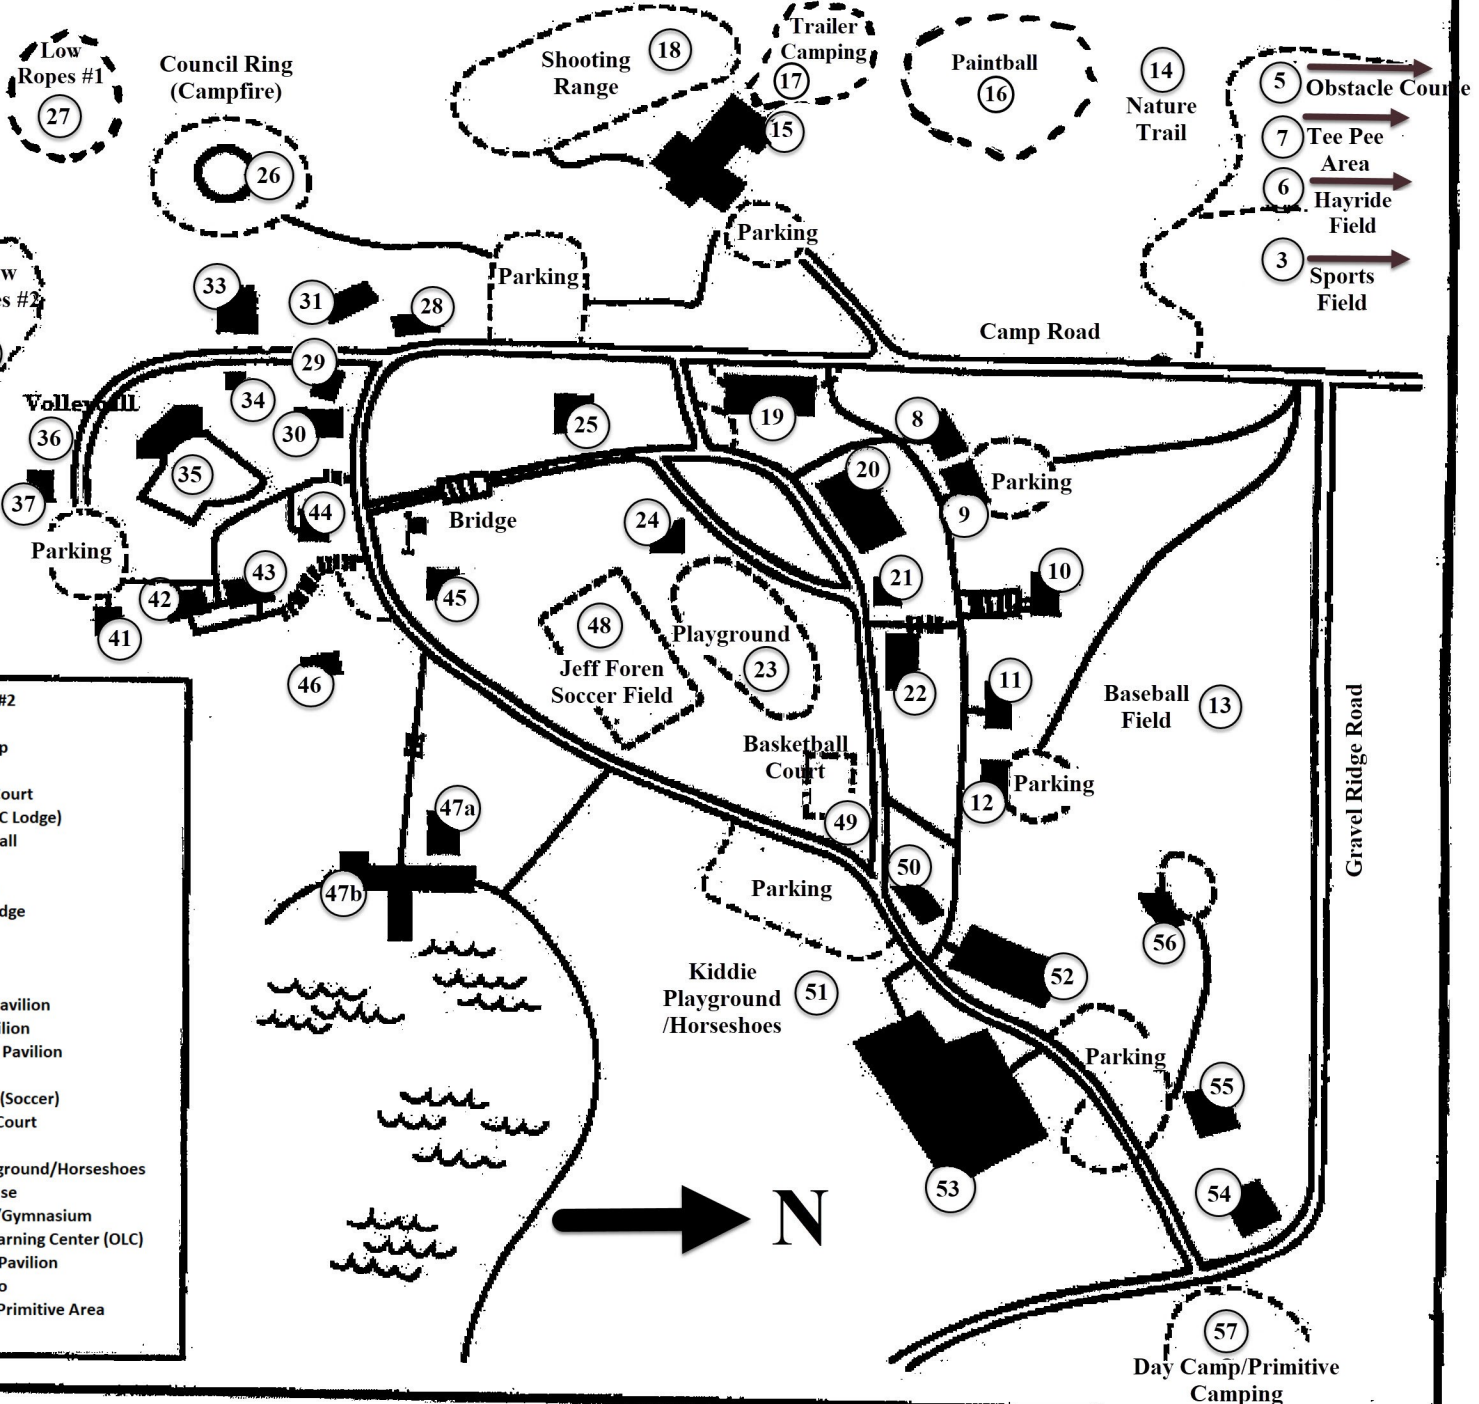 Low
Ropes #1
27
Council Ring
(Campfire)
26
Shooting
Range
18
Trailer
Camping
17
15
Paintball
16
14
Nature
Trail
5
Obstacle Course
7
Tee Pee
Area
6
Hayride
Field
3
Sports
Field
Parking
Parking
w
es #2
33
31
28
29
34
30
Camp Road
Volleyball
36
37
35
44
25
19
8
20
9
Parking
Bridge
24
21
10
Parking
42
43
41
45
46
48
Jeff Foren
Soccer Field
Playground
23
22
11
Baseball
Field
13
Gravel Ridge Road
Basketball
Court
49
12
Parking
47a
47b
50
Parking
56
52
Kiddie
Playground
/Horseshoes
51
Parking
55
53
54
N
57
Day Camp/Primitive
Camping
#2
p
ourt
C Lodge)
all
dge
avilion
ilion
Pavilion
(Soccer)
Court
ground/Horseshoes
se
/Gymnasium
arning Center (OLC)
Pavilion
o
Primitive Area